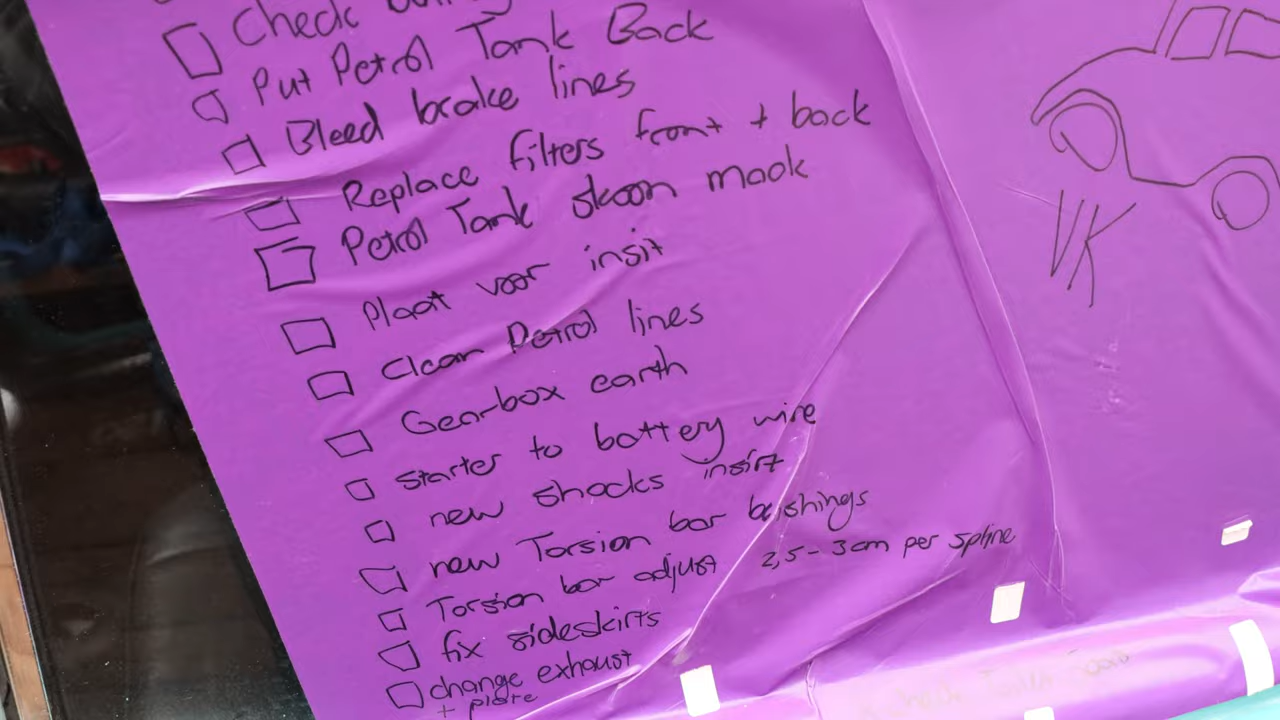 Check
Put Petrol Tank Back
Bleed brake lines
Replace filters front + back
Petrol Tank skoon maak
Plaat voor insit
Clean Petrol lines
Gearbox earth
starter to battery wire
new shocks insit
new Torsion bar bushings
Torsion bar adjust 2,5 - 3cm per spline
fix sideskirts
change exhaust
+ plate
VK